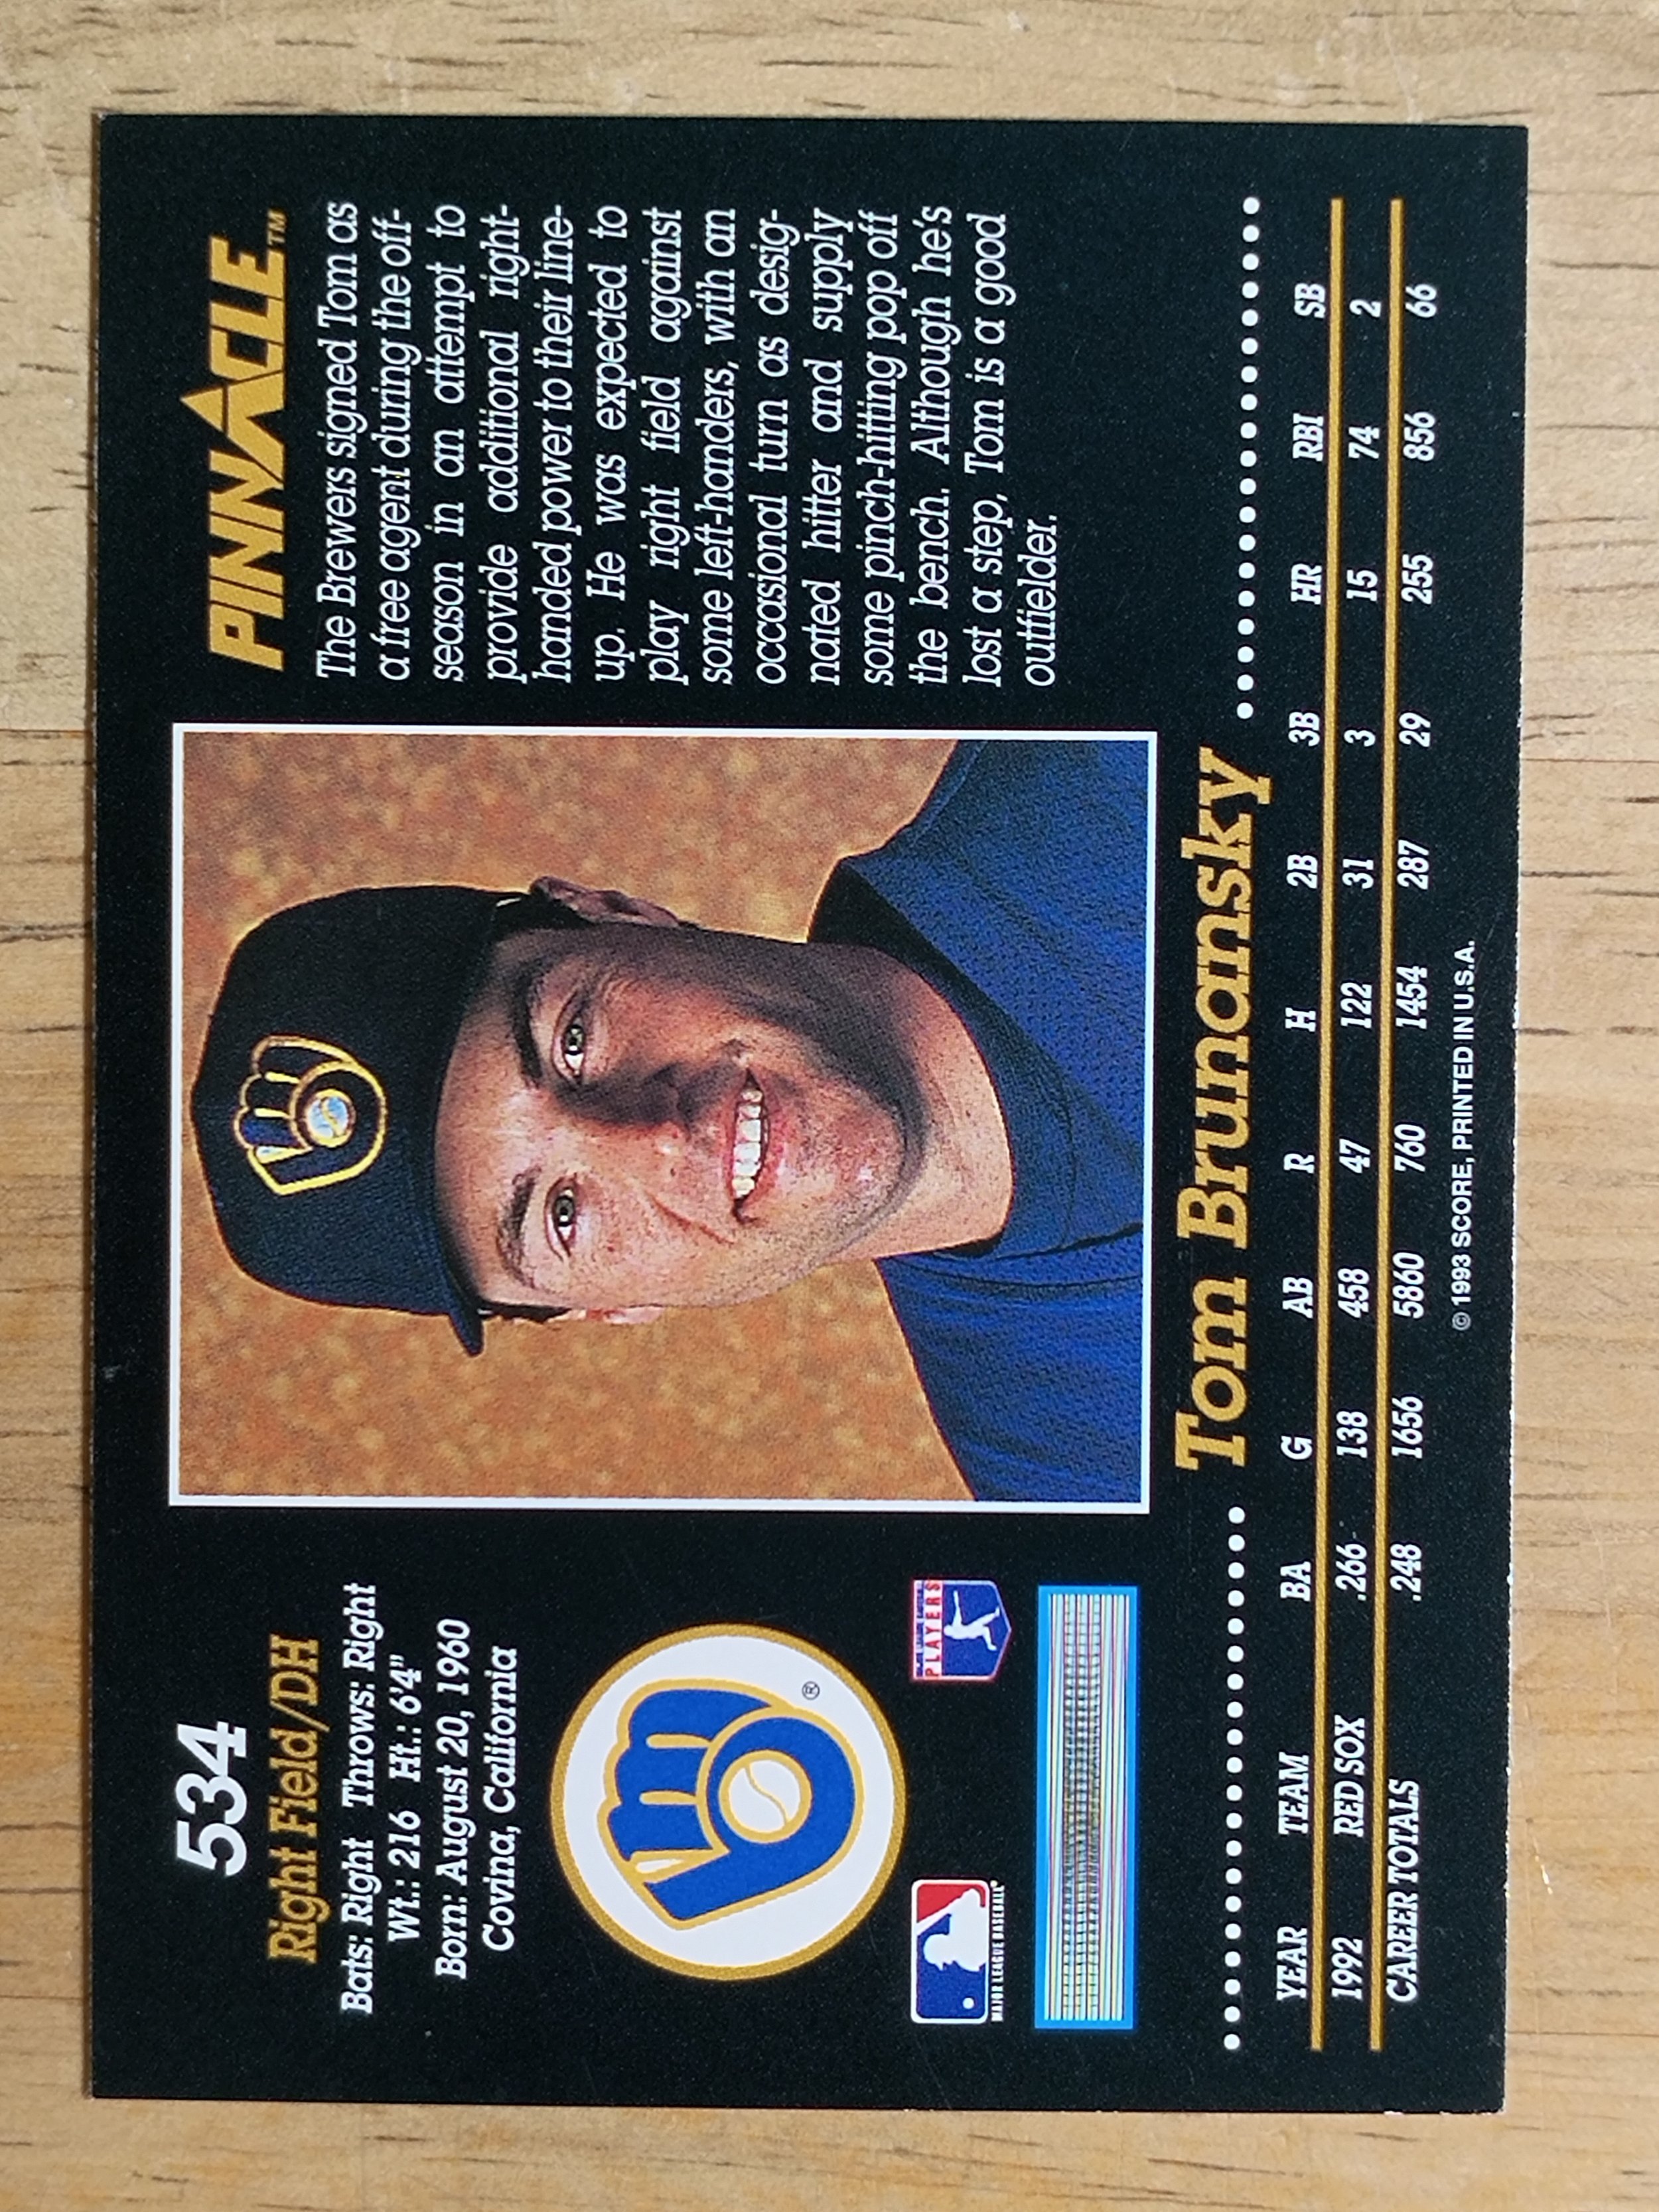 534
Right Field/DH
Bats: Right Throws: Right
Wt.: 216 Ht.: 6'4"
Born: August 20, 1960
Covina, California
®
MAJOR LEAGUE BASEBALL®
PLAYERS
PINNACLE™
The Brewers signed Tom as
a free agent during the off-
season in an attempt to
provide additional right-
handed power to their line-
up. He was expected to
play right field against
some left-handers, with an
occasional turn as desig-
nated hitter and supply
some pinch-hitting pop off
the bench. Although he's
lost a step, Tom is a good
outfielder.
Tom Brunansky
YEAR TEAM BA G AB R H 2B 3B HR RBI SB
1992 RED SOX .266 138 458 47 122 31 3 15 74 2
CAREER TOTALS .248 1656 5860 760 1454 287 29 255 856 66
© 1993 SCORE, PRINTED IN U.S.A.